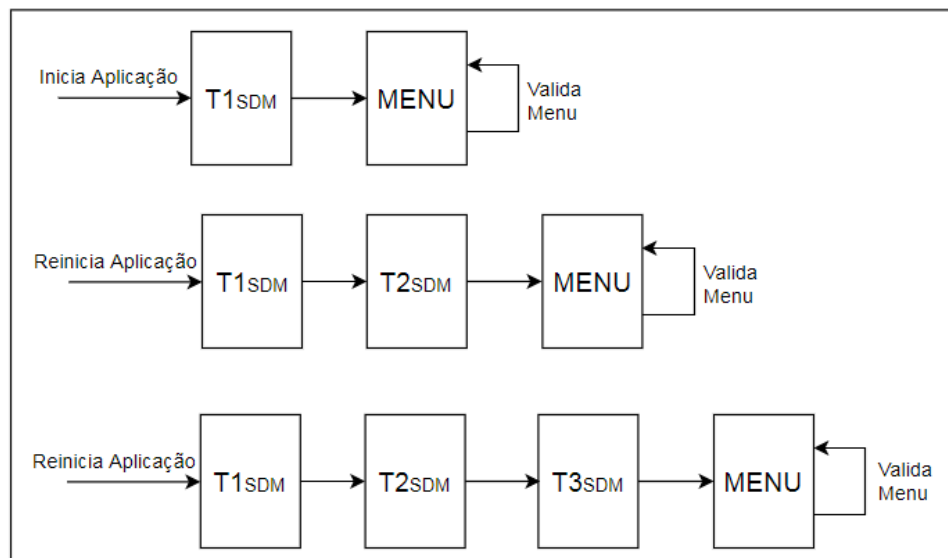 Inicia Aplicação
T1SDM
MENU
Valida
Menu
Reinicia Aplicação
T1SDM
T2SDM
MENU
Valida
Menu
Reinicia Aplicação
T1SDM
T2SDM
T3SDM
MENU
Valida
Menu